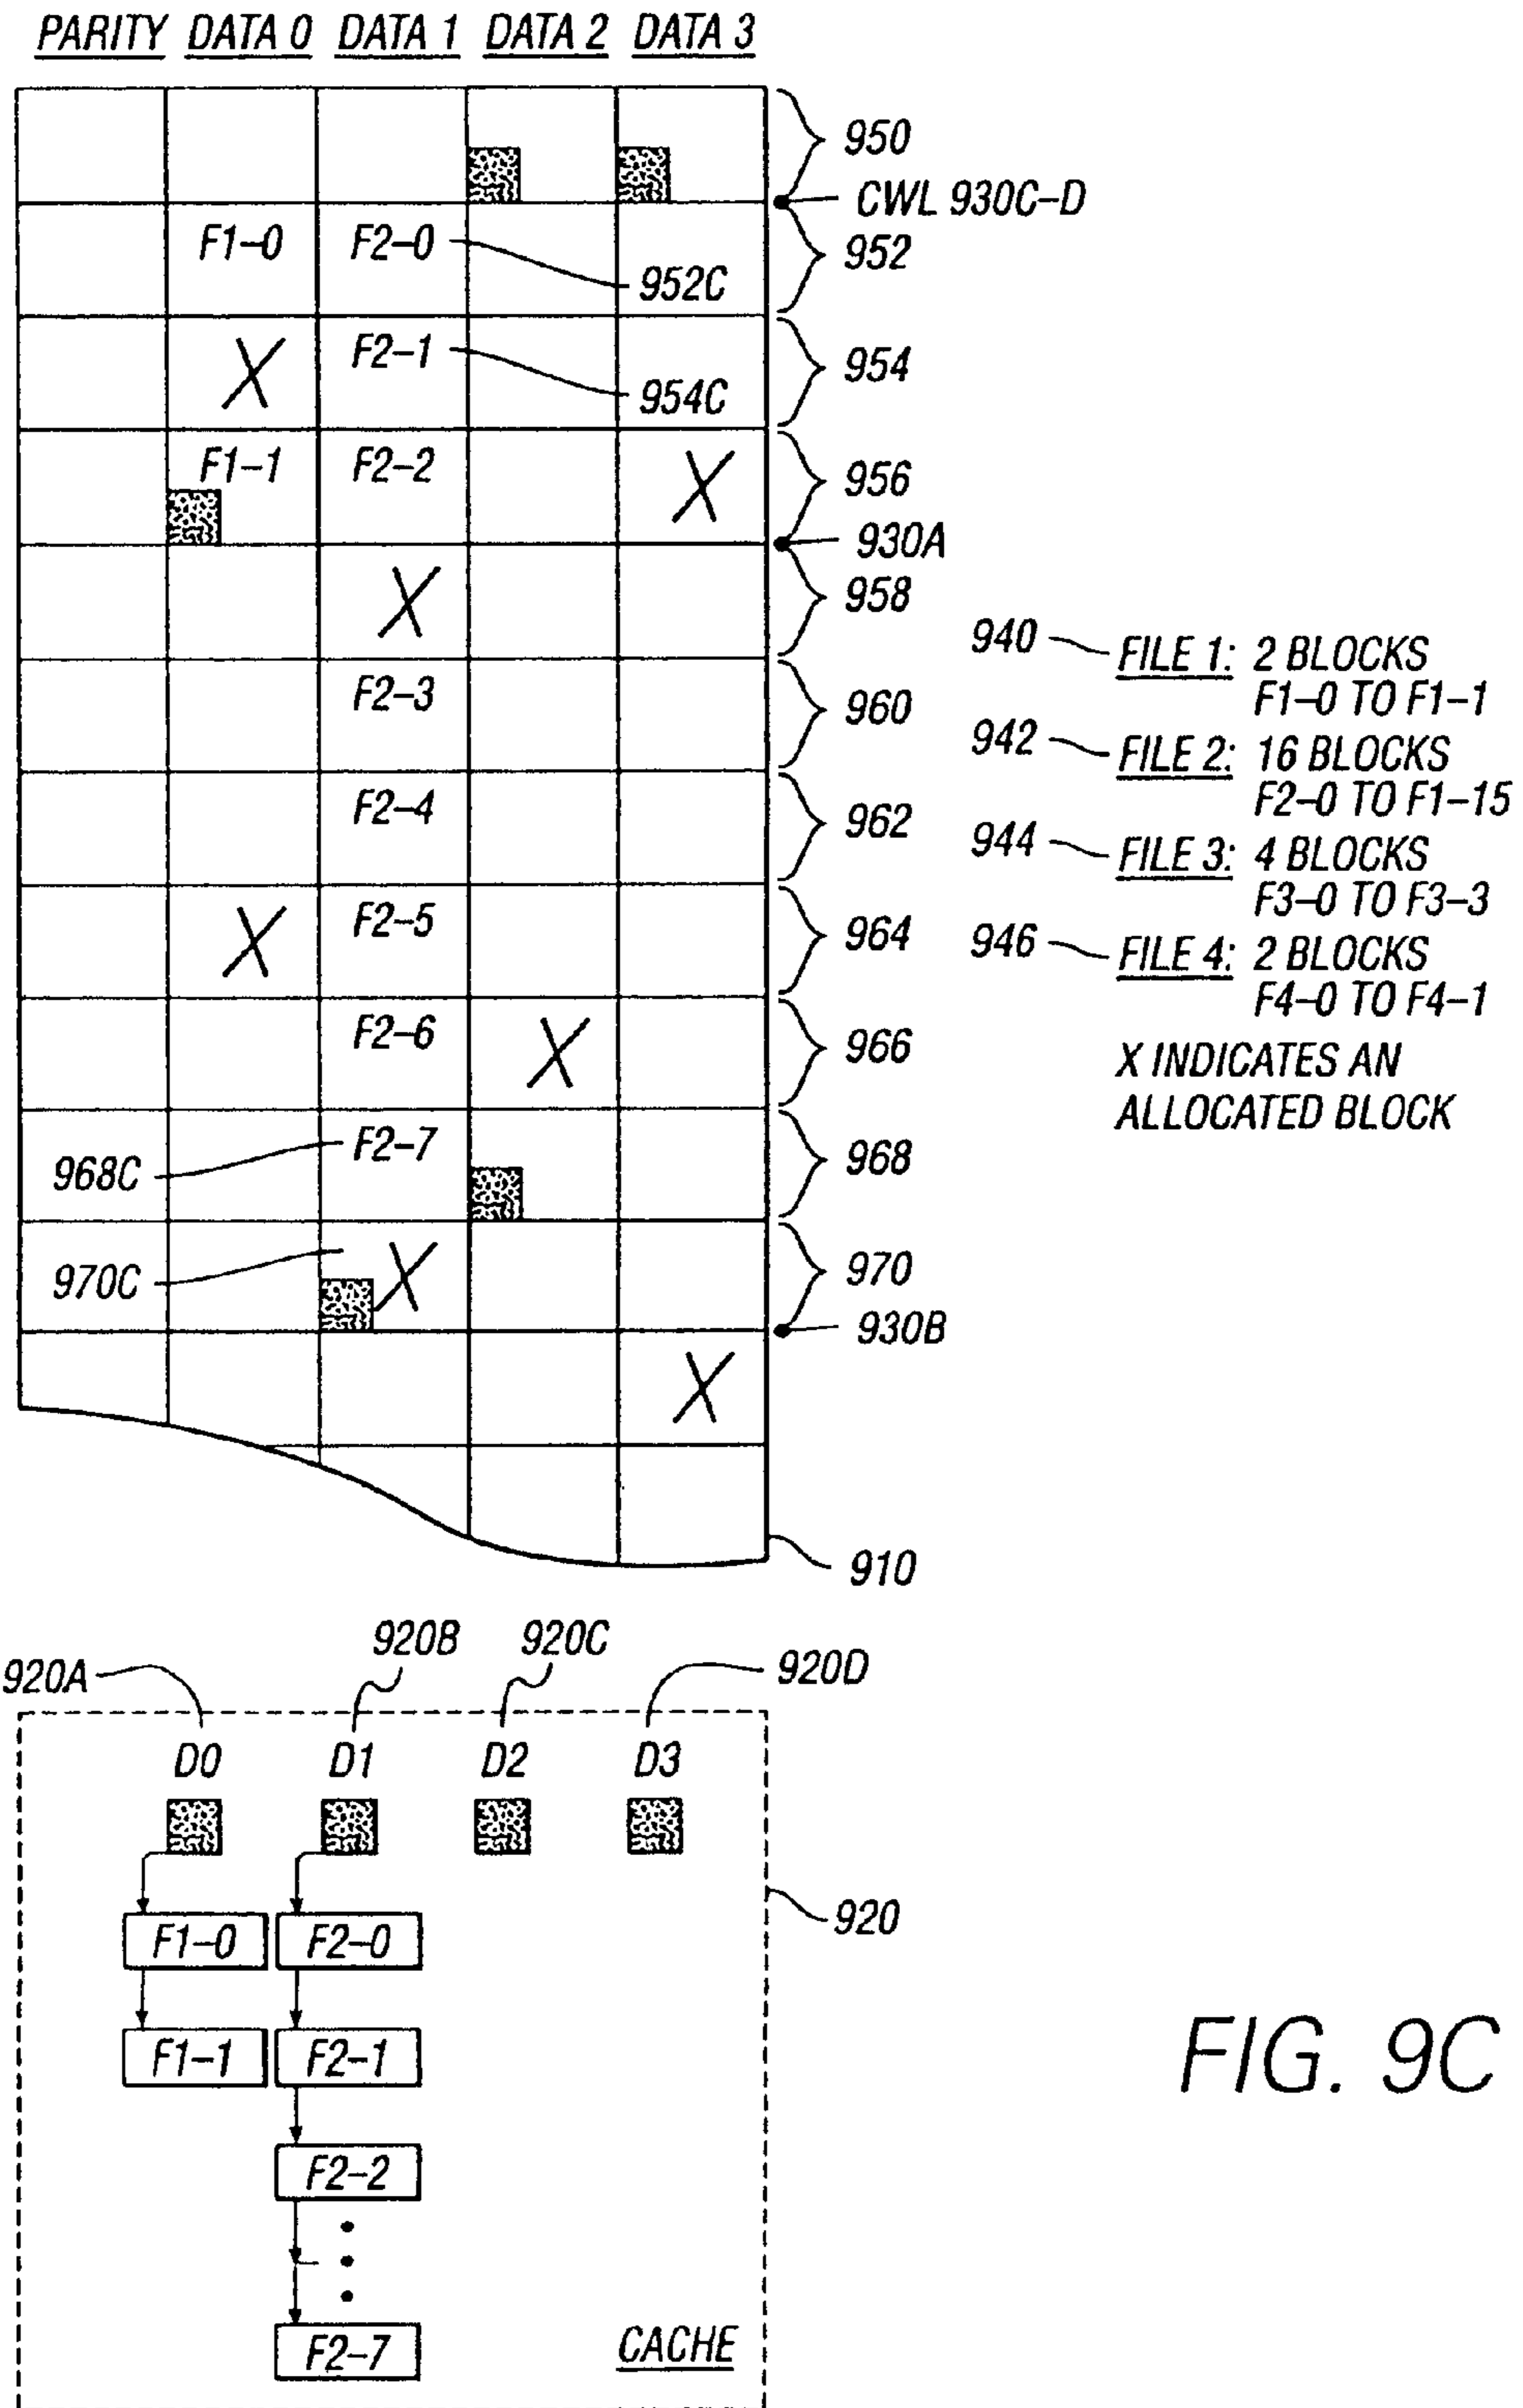 PARITY DATA 0 DATA 1 DATA 2 DATA 3
950
CWL 930C-D
F1-0 F2-0 952
952C
X F2-1 954
954C
F1-1 F2-2 X 956
930A
X 958
F2-3 960
F2-4 962
X F2-5 964
F2-6 X 966
968C F2-7 968
970C X 970
930B
X
910
940 FILE 1: 2 BLOCKS
F1-0 TO F1-1
942 FILE 2: 16 BLOCKS
F2-0 TO F1-15
944 FILE 3: 4 BLOCKS
F3-0 TO F3-3
946 FILE 4: 2 BLOCKS
F4-0 TO F4-1
X INDICATES AN
ALLOCATED BLOCK
920A 920B 920C 920D
D0 D1 D2 D3
920
F1-0 F2-0
F1-1 F2-1
F2-2
F2-7
CACHE
FIG. 9C